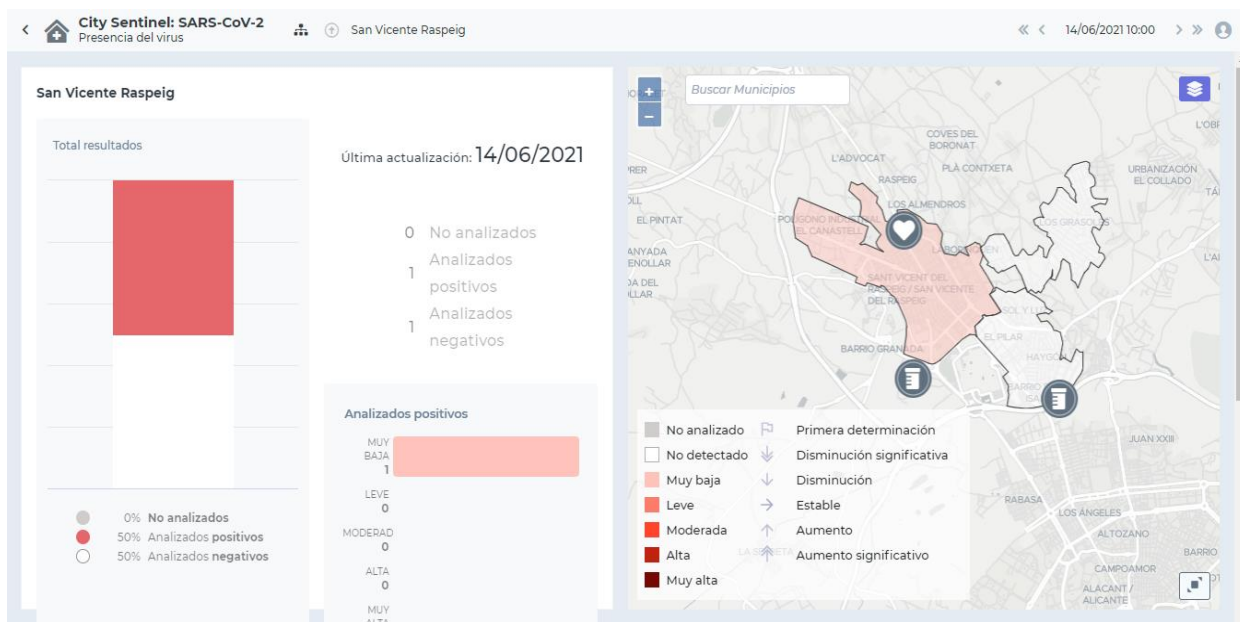 City Sentinel: SARS-CoV-2
Presencia del virus
San Vicente Raspeig
14/06/2021 10:00
San Vicente Raspeig
Total resultados
0% No analizados
50% Analizados positivos
50% Analizados negativos
Última actualización: 14/06/2021
0 No analizados
1 Analizados
positivos
1 Analizados
negativos
Analizados positivos
MUY
BAJA
1
LEVE
0
MODERAD
0
ALTA
0
MUY
ALTA
+
Buscar Municipios
−
COVES DEL
BORONAT
L'ADVOCAT
PLÀ CONTXETA
RASPEIG
URBANIZACIÓN
EL COLLADO
LOS ALMENDROS
EL PINTAT
POLÍGONO INDUSTRIAL
EL CANASTELL
LOS GIRASOLES
SANT VICENT DEL
RASPEIG / SAN VICENTE
DEL RASPEIG
SOL Y LUZ
EL PILAR
BARRIO GRANADA
HAYGÓN
JUAN XXIII
RABASA
LOS ÁNGELES
ALTOZANO
BARRIO
CAMPOAMOR
ALACANT /
ALICANTE
No analizado
No detectado
Muy baja
Leve
Moderada
Alta
Muy alta
Primera determinación
Disminución significativa
Disminución
Estable
Aumento
Aumento significativo